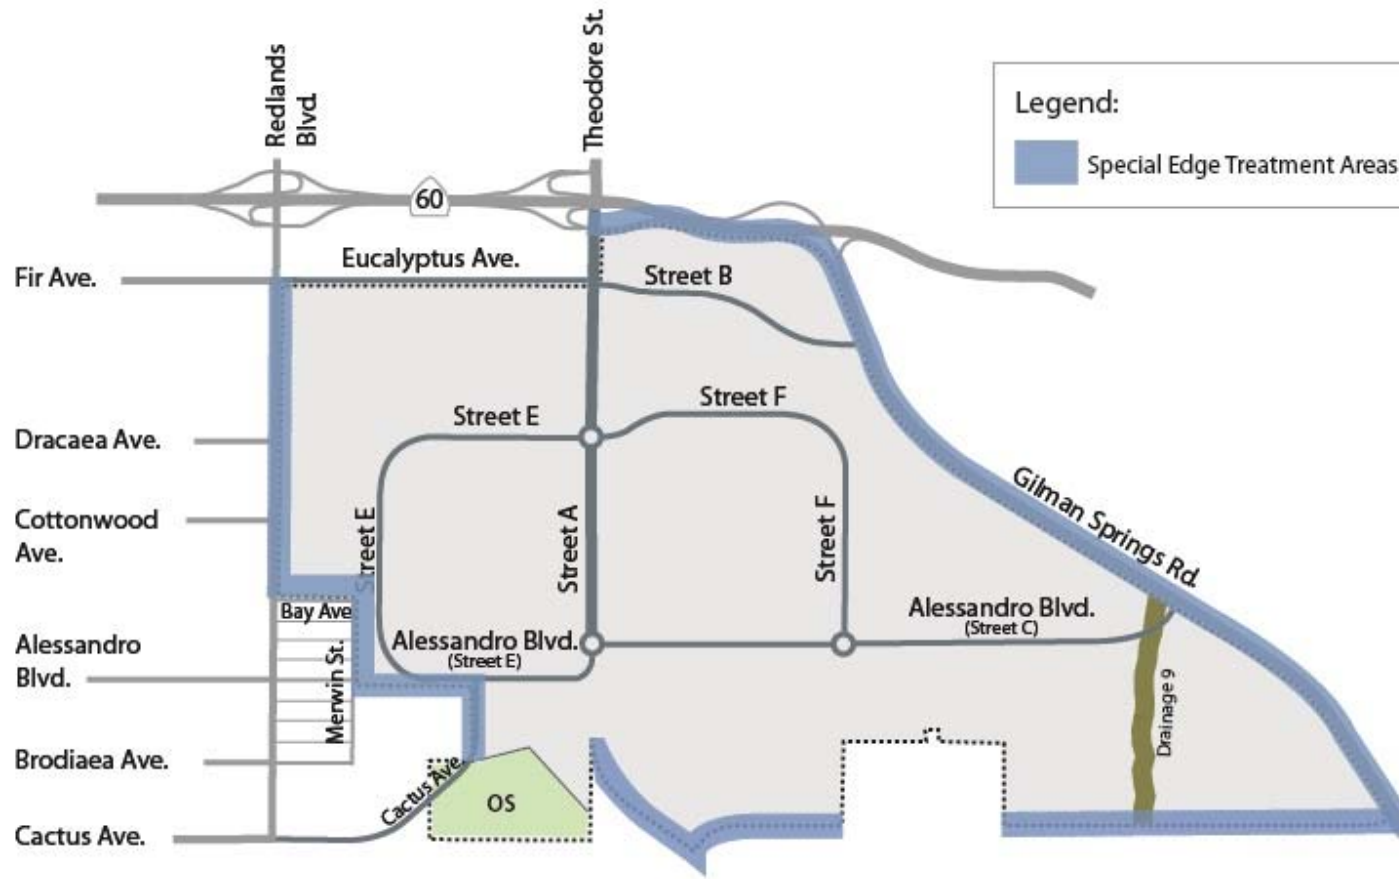 Redlands
Blvd.
Theodore St.
Legend:
Special Edge Treatment Areas
60
Eucalyptus Ave.
Fir Ave.
Street B
Street F
Street E
Dracaea Ave.
Gilman Springs Rd.
Cottonwood
Ave.
Street E
Street A
Street F
Bay Ave
Alessandro Blvd.
(Street C)
Alessandro
Blvd.
Merwin St.
Alessandro Blvd.
(Street E)
Drainage 9
Brodiaea Ave.
Cactus Ave.
OS
Cactus Ave.